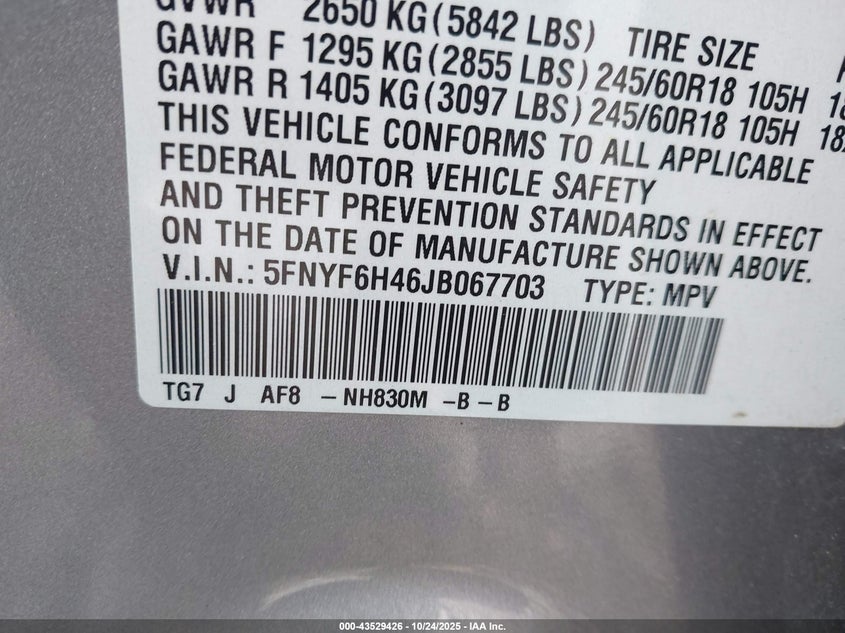 GVWR 2650 KG (5842 LBS) TIRE SIZE
GAWR F 1295 KG (2855 LBS) 245/60R18 105H 18
GAWR R 1405 KG (3097 LBS) 245/60R18 105H 18
THIS VEHICLE CONFORMS TO ALL APPLICABLE
FEDERAL MOTOR VEHICLE SAFETY
AND THEFT PREVENTION STANDARDS IN EFFECT
ON THE DATE OF MANUFACTURE SHOWN ABOVE.
V.I.N.: 5FNYF6H46JB067703 TYPE: MPV
TG7 J AF8 - NH830M - B - B
000-43529426 - 10/24/2025 - IAA Inc.